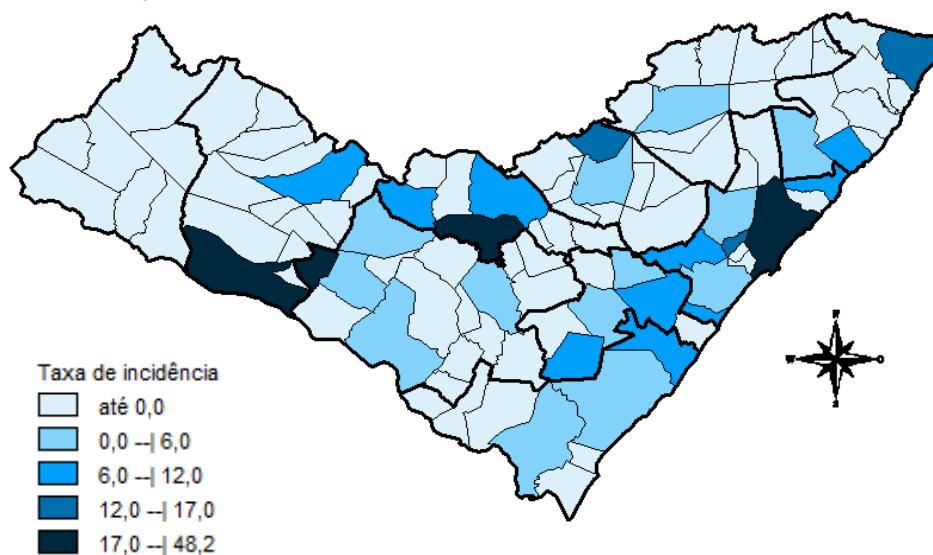 Taxa de incidência
até 0,0
0,0 --| 6,0
6,0 --| 12,0
12,0 --| 17,0
17,0 --| 48,2